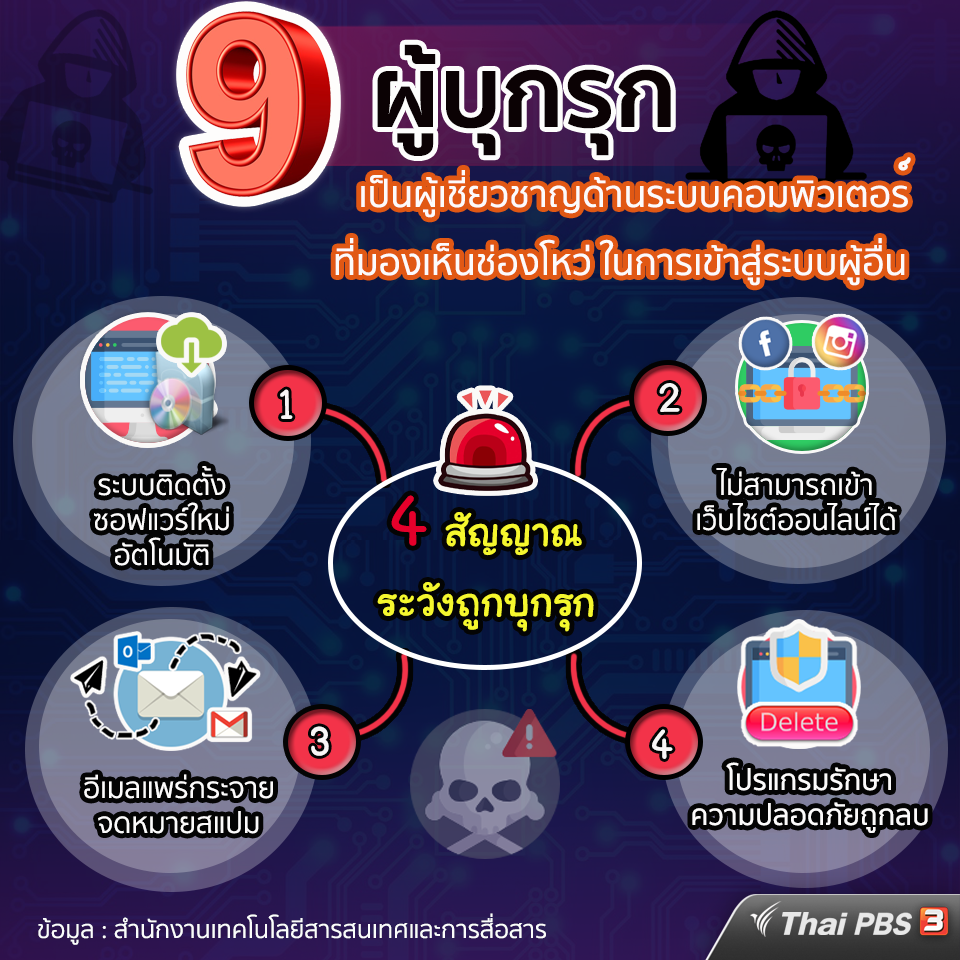 9 ผู้บุกรุก
เป็นผู้เชี่ยวชาญด้านระบบคอมพิวเตอร์
ที่มองเห็นช่องโหว่ ในการเข้าสู่ระบบผู้อื่น
1
ระบบติดตั้ง
ซอฟแวร์ใหม่
อัตโนมัติ
2
ไม่สามารถเข้า
เว็บไซต์ออนไลน์ได้
4 สัญญาณ
ระวังถูกบุกรุก
3
อีเมลแพร่กระจาย
จดหมายสแปม
4
Delete
โปรแกรมรักษา
ความปลอดภัยถูกลบ
ข้อมูล : สำนักงานเทคโนโลยีสารสนเทศและการสื่อสาร
Thai PBS 3